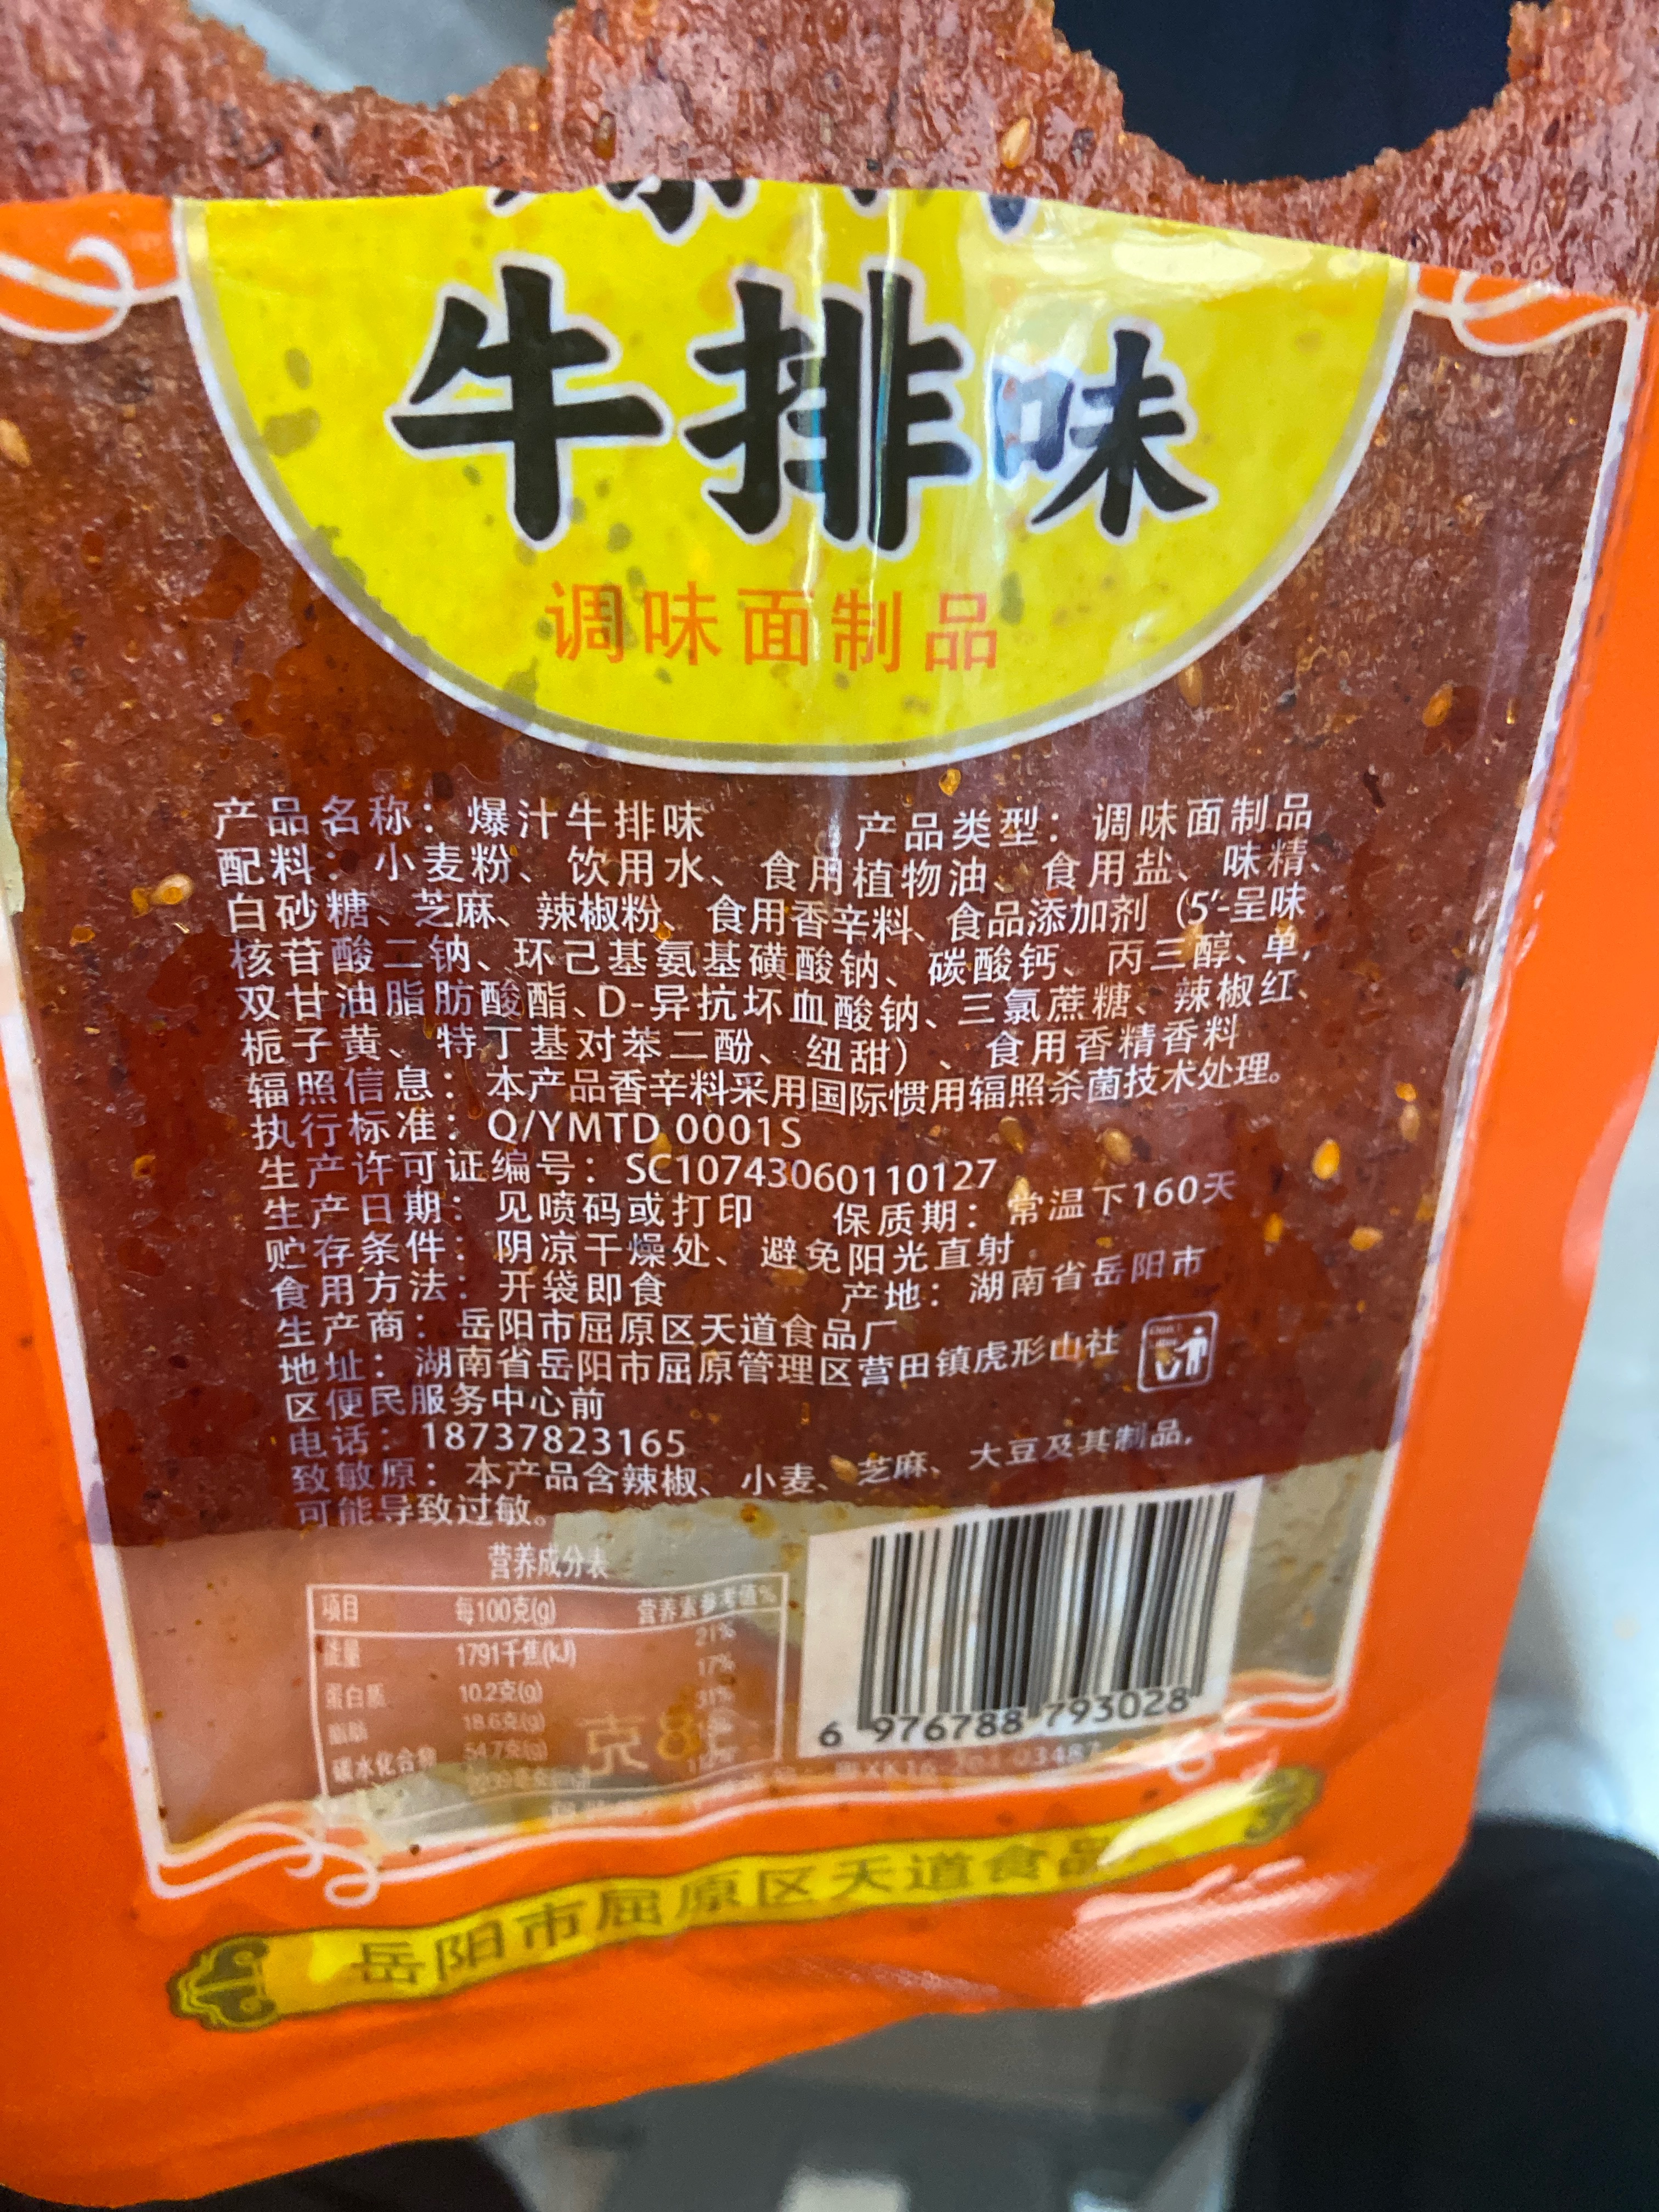 牛排味
调味面制品
产品名称：爆汁牛排味 产品类型：调味面制品
配料：小麦粉、饮用水、食用植物油、食用盐、味精、
白砂糖、芝麻、辣椒粉、食用香辛料、食品添加剂（5′-呈味
核苷酸二钠、环己基氨基磺酸钠、碳酸钙、丙三醇、单,
双甘油脂肪酸酯、D-异抗坏血酸钠、三氯蔗糖、辣椒红、
栀子黄、特丁基对苯二酚、纽甜）、食用香精香料
辐照信息：本产品香辛料采用国际惯用辐照杀菌技术处理。
执行标准：Q/YMTD 0001S
生产许可证编号：SC10743060110127
生产日期：见喷码或打印 保质期：常温下160天
贮存条件：阴凉干燥处、避免阳光直射
食用方法：开袋即食 产地：湖南省岳阳市
生产商：岳阳市屈原区天道食品厂
地址：湖南省岳阳市屈原管理区营田镇虎形山社
区便民服务中心前
电话：18737823165
致敏原：本产品含辣椒、小麦、芝麻、大豆及其制品,
可能导致过敏。
营养成分表
项目 每100克(g) 营养素参考值%
能量 1791千焦(kJ) 21%
蛋白质 10.2克(g) 17%
脂肪 18.6克(g) 31%
碳水化合物 54.7克(g)
6 976788 793028
岳阳市屈原区天道食品